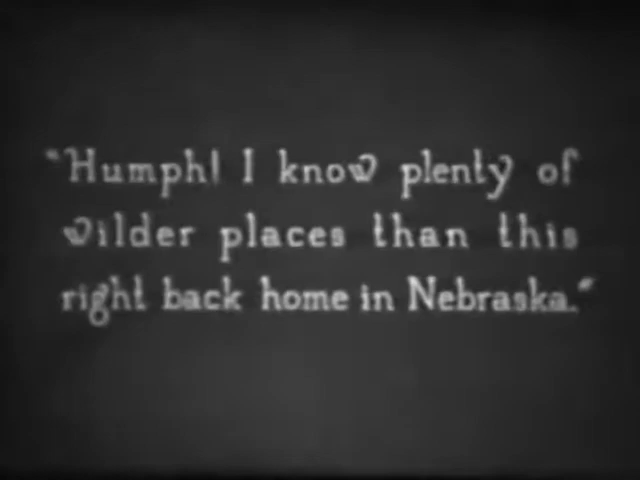 "Humph! I know plenty of
wilder places than this
right back home in Nebraska."